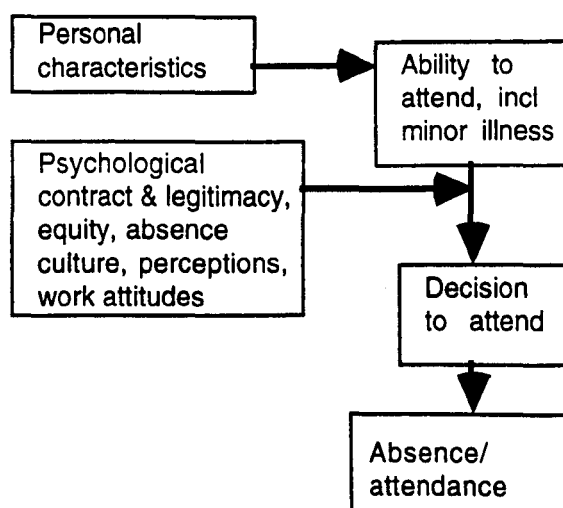 Personal
characteristics
Ability to
attend, incl
minor illness
Psychological
contract & legitimacy,
equity, absence
culture, perceptions,
work attitudes
Decision
to attend
Absence/
attendance